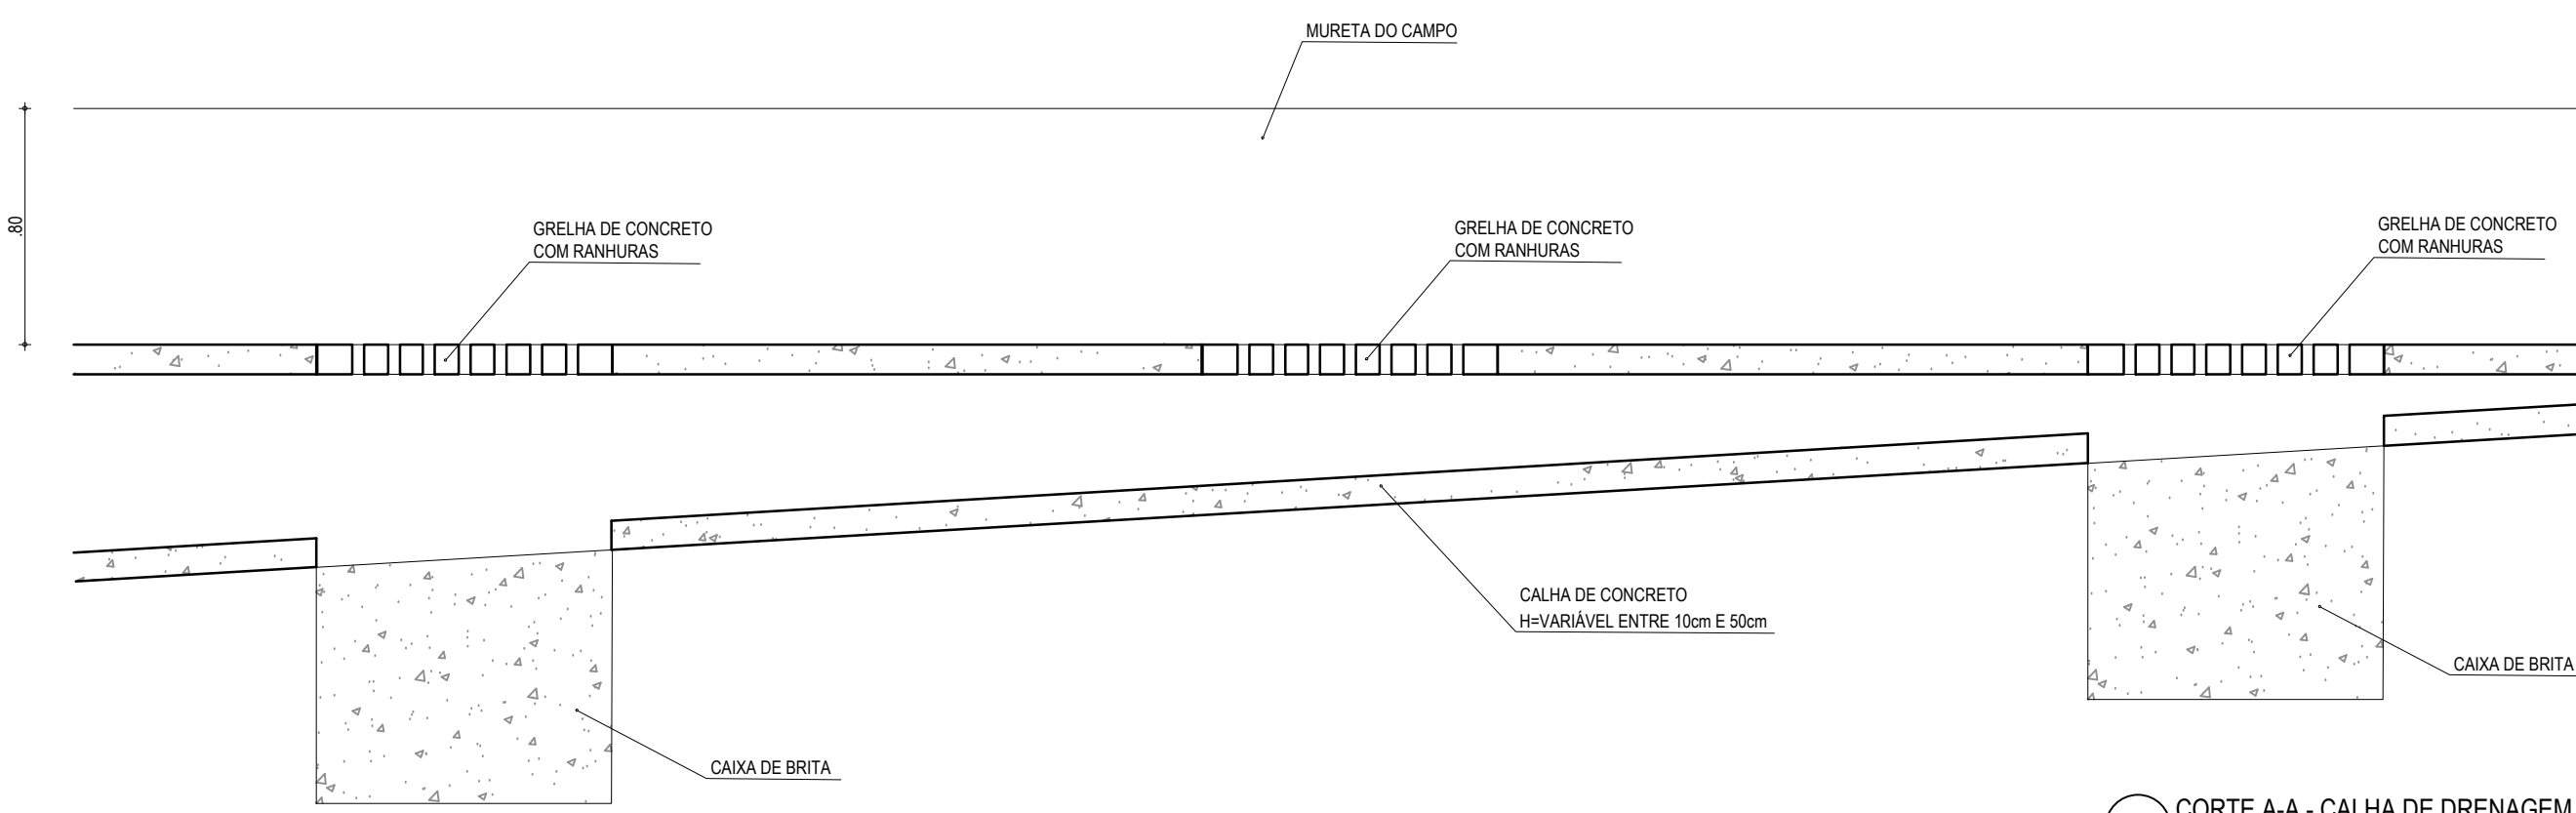 MURETA DO CAMPO
.80
GRELHA DE CONCRETO
COM RANHURAS
GRELHA DE CONCRETO
COM RANHURAS
GRELHA DE CONCRETO
COM RANHURAS
CALHA DE CONCRETO
H=VARIÁVEL ENTRE 10cm E 50cm
CAIXA DE BRITA
CAIXA DE BRITA
CORTE A-A - CALHA DE DRENAGEM